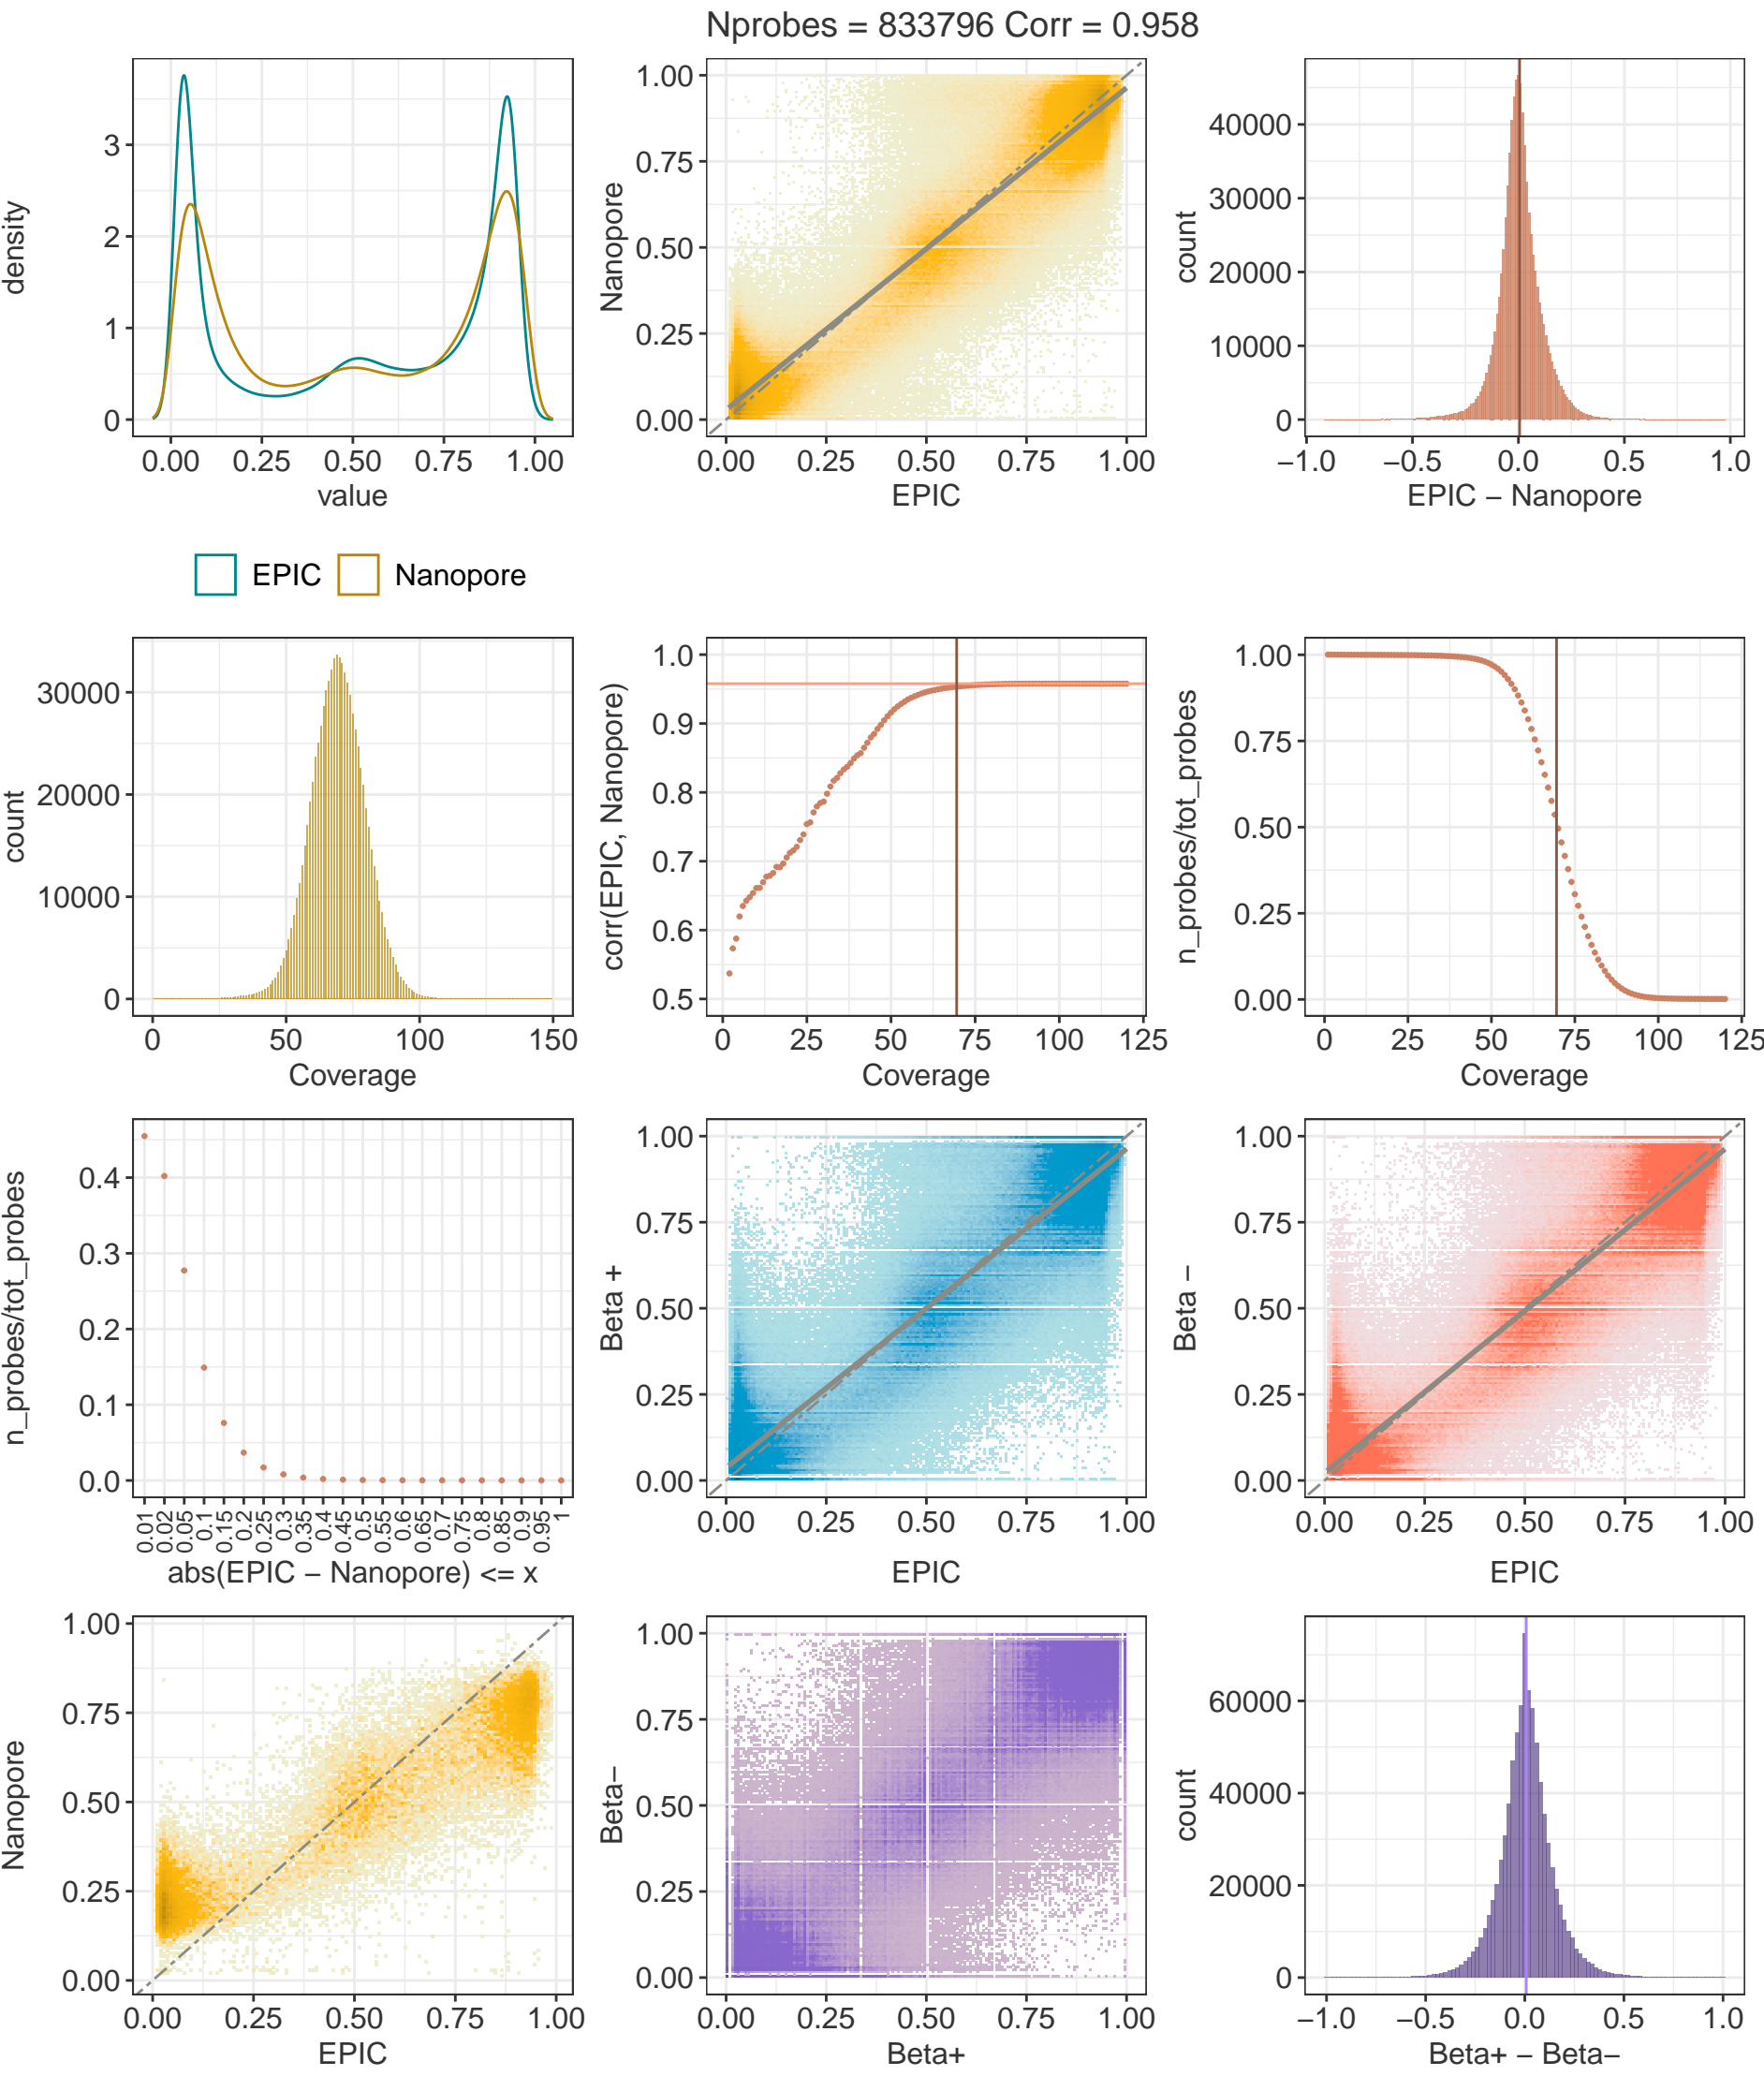 Nprobes = 833796 Corr = 0.958
density
3
2
1
0
0.00 0.25 0.50 0.75 1.00
value
EPIC Nanopore
Nanopore
1.00
0.75
0.50
0.25
0.00
0.00 0.25 0.50 0.75 1.00
EPIC
count
40000
30000
20000
10000
0
−1.0 −0.5 0.0 0.5 1.0
EPIC − Nanopore
count
30000
20000
10000
0
0 50 100 150
Coverage
corr(EPIC, Nanopore)
1.0
0.9
0.8
0.7
0.6
0.5
0 25 50 75 100 125
Coverage
n_probes/tot_probes
1.00
0.75
0.50
0.25
0.00
0 25 50 75 100 125
Coverage
n_probes/tot_probes
0.4
0.3
0.2
0.1
0.0
0.01 0.02 0.05 0.1 0.15 0.2 0.25 0.3 0.35 0.4 0.45 0.5 0.55 0.6 0.65 0.7 0.75 0.8 0.85 0.9 0.95 1
abs(EPIC − Nanopore) <= x
Beta +
1.00
0.75
0.50
0.25
0.00
0.00 0.25 0.50 0.75 1.00
EPIC
Beta −
1.00
0.75
0.50
0.25
0.00
0.00 0.25 0.50 0.75 1.00
EPIC
Nanopore
1.00
0.75
0.50
0.25
0.00
0.00 0.25 0.50 0.75 1.00
EPIC
Beta−
1.00
0.75
0.50
0.25
0.00
0.00 0.25 0.50 0.75 1.00
Beta+
count
60000
40000
20000
0
−1.0 −0.5 0.0 0.5 1.0
Beta+ − Beta−